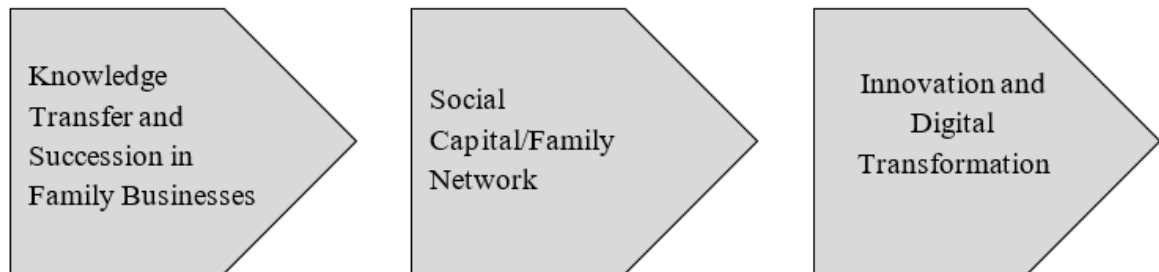 Knowledge
Transfer and
Succession in
Family Businesses
Social
Capital/Family
Network
Innovation and
Digital
Transformation